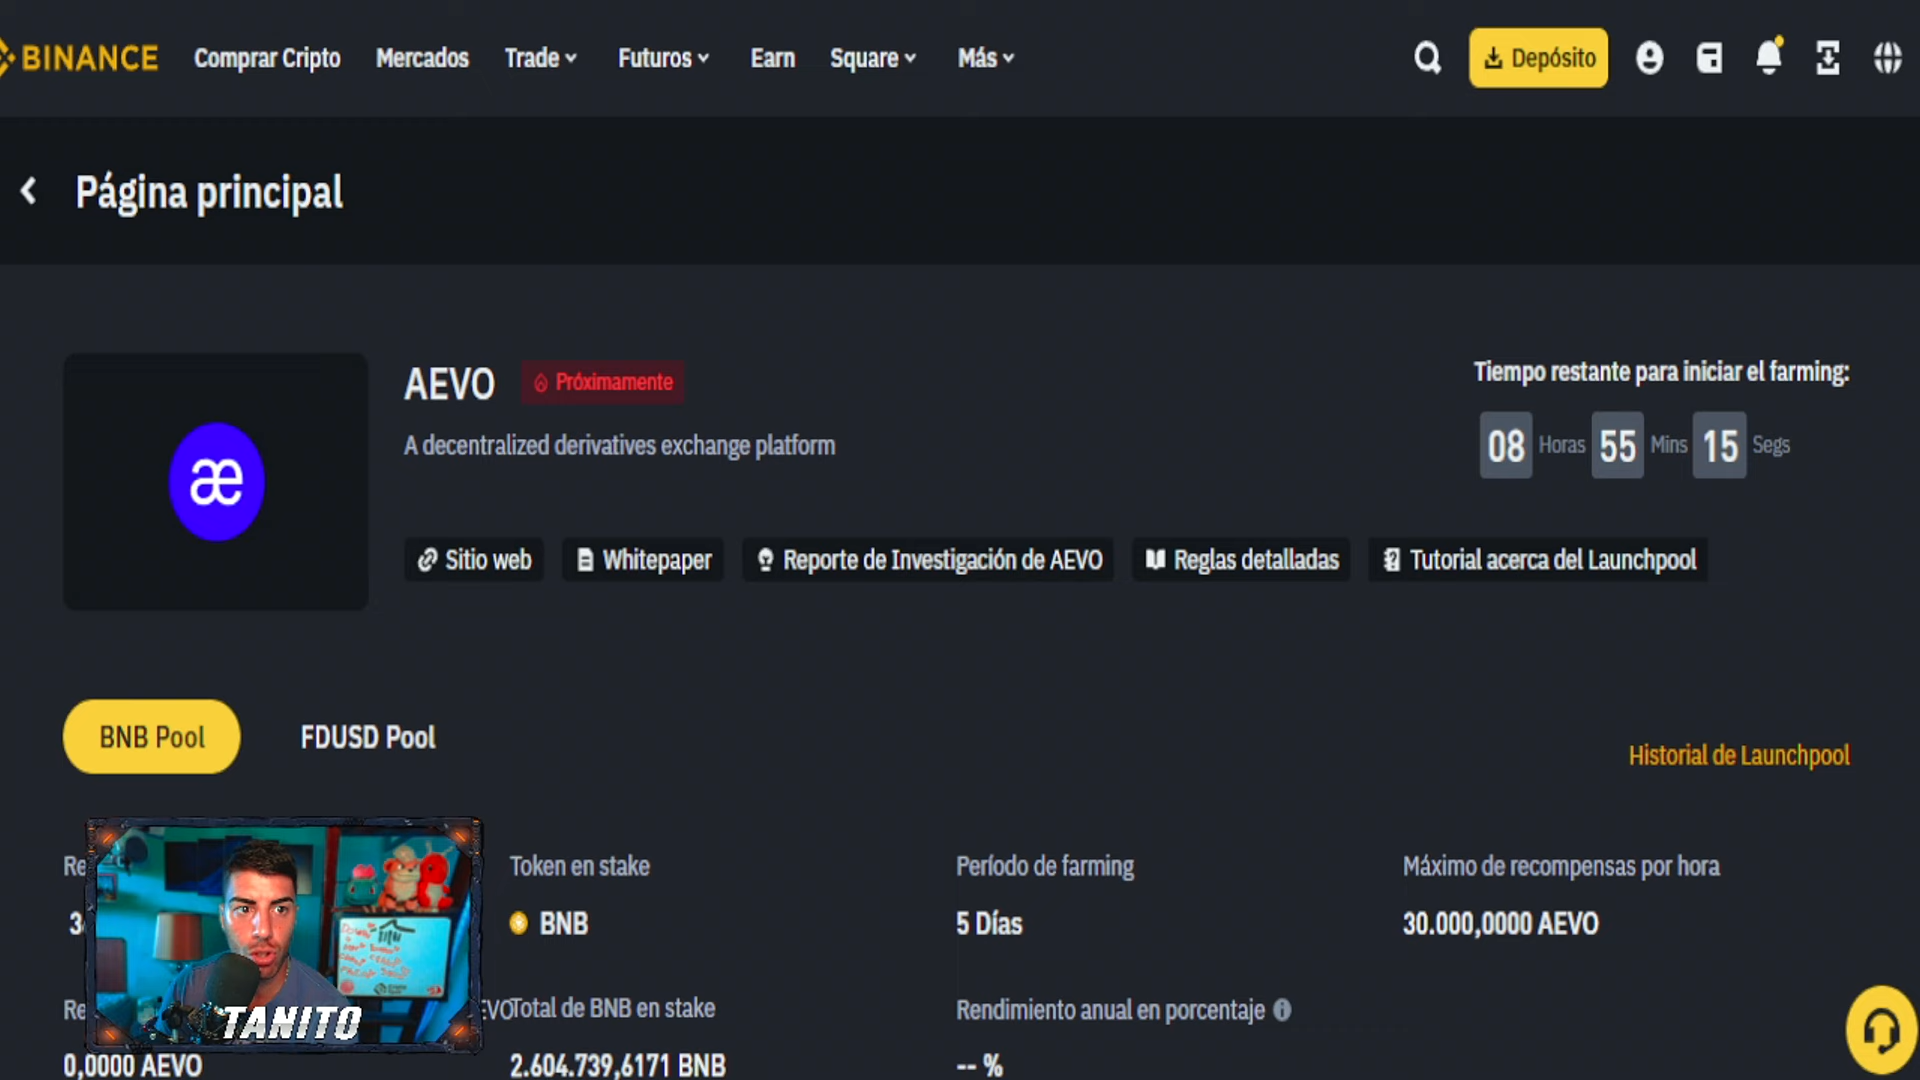 BINANCE Comprar Cripto Mercados Trade Futuros Earn Square Más Depósito
Página principal
AEVO Próximamente
A decentralized derivatives exchange platform
Tiempo restante para iniciar el farming:
08 Horas 55 Mins 15 Segs
æ
Sitio web Whitepaper Reporte de Investigación de AEVO Reglas detalladas Tutorial acerca del Launchpool
BNB Pool FDUSD Pool
Historial de Launchpool
Token en stake Período de farming Máximo de recompensas por hora
BNB 5 Días 30.000,0000 AEVO
Total de BNB en stake Rendimiento anual en porcentaje
TANITO
0,0000 AEVO 2.604.739,6171 BNB -- %